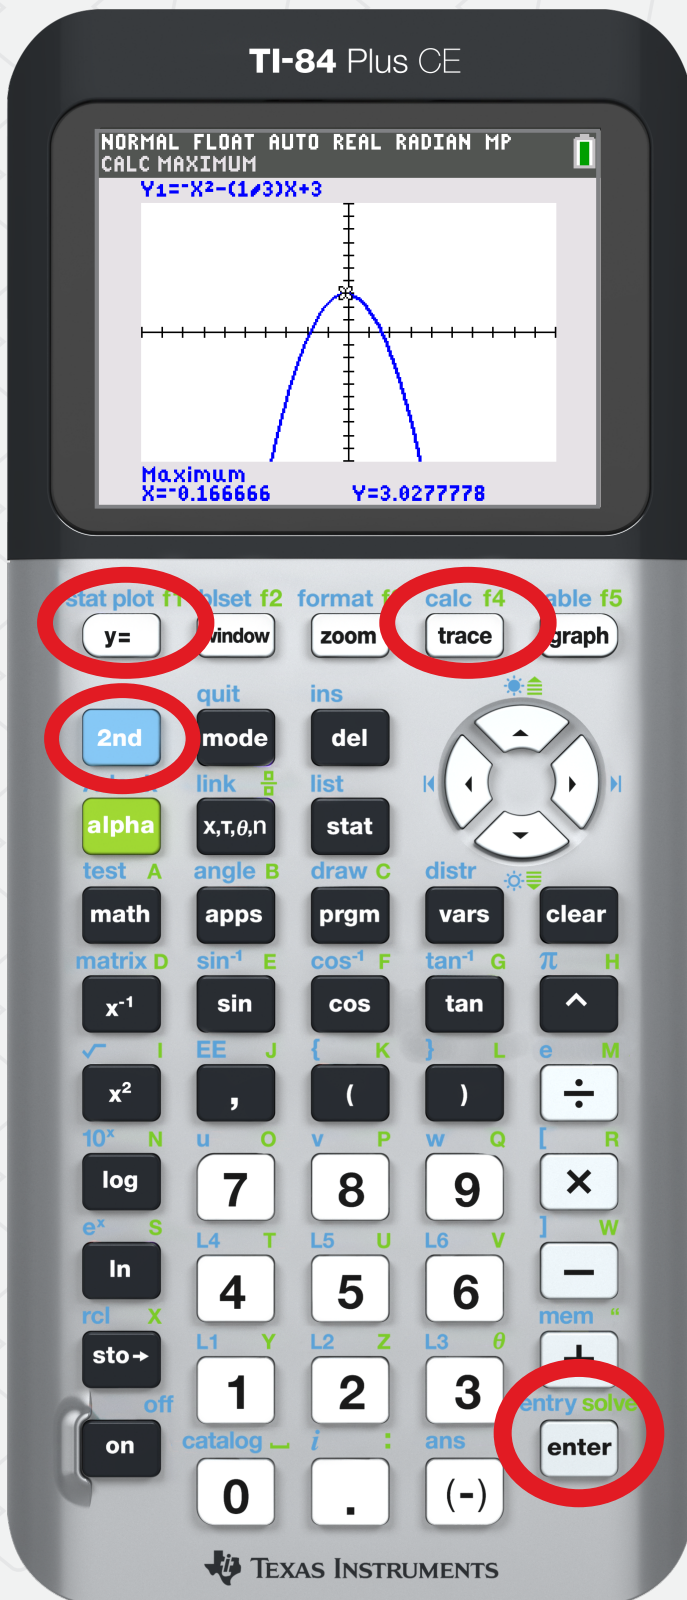 TI-84 Plus CE
NORMAL FLOAT AUTO REAL RADIAN MP
CALC MAXIMUM
Y1=-X²-(1/3)X+3
Maximum
X=-0.166666 Y=3.0277778
stat plot f1 tblset f2 format calc f4 table f5
y= window zoom trace graph
quit ins
2nd mode del
link list
alpha x,T,θ,n stat
test A angle B draw C distr
math apps prgm vars clear
matrix D sin-1 E cos-1 F tan-1 G π H
x-1 sin cos tan ^
√ I EE J { K } L e M
x² , ( ) ÷
10x N u O v P w Q [ R
log 7 8 9 ×
ex S L4 T L5 U L6 V ] W
ln 4 5 6 −
rcl X L1 Y L2 Z L3 θ mem "
sto→ 1 2 3 +
off catalog i : ans entry solve
on 0 . (-) enter
TEXAS INSTRUMENTS